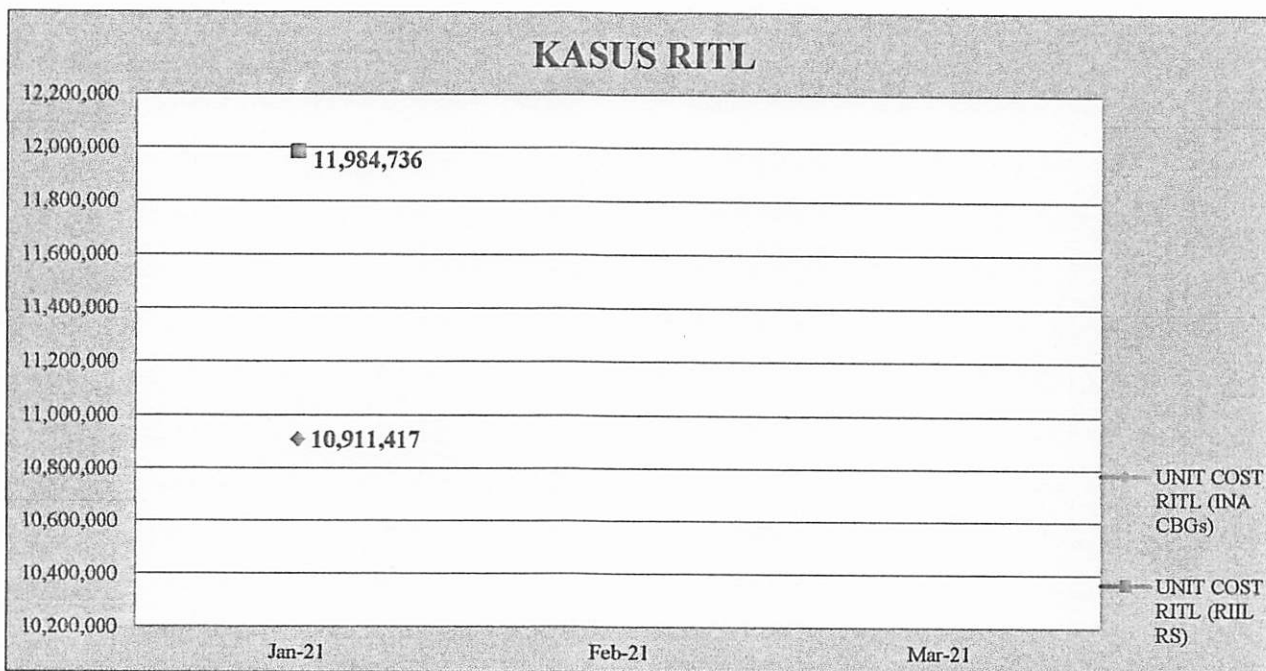 KASUS RITL
12,200,000
12,000,000
11,984,736
11,800,000
11,600,000
11,400,000
11,200,000
11,000,000
10,911,417
10,800,000
10,600,000
10,400,000
10,200,000
Jan-21
Feb-21
Mar-21
UNIT COST
RITL (INA
CBGs)
UNIT COST
RITL (RIIL
RS)